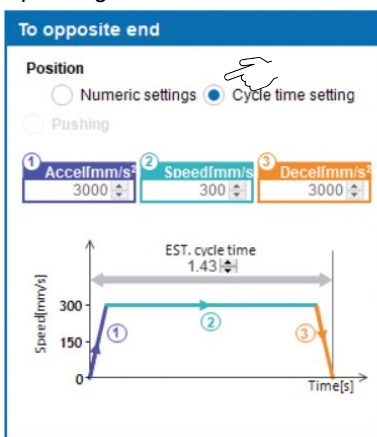 To opposite end
Position
Numeric settings Cycle time setting
Pushing
1 Accel[mm/s² 2 Speed[mm/s 3 Decel[mm/s²
3000 300 3000
EST. cycle time
1.43
Speed[mm/s]
300
150
0
1 2 3
Time[s]